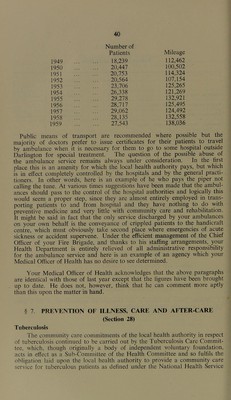 40
Number of
Patients Mileage
1949 18,239 112,462
1950 20,447 100,502
1951 20,753 114,324
1952 20,564 107,154
1953 23,706 125,265
1954 26,338 121,269
1955 29,278 132,921
1956 28,717 125,495
1957 29,062 124,492
1958 28,135 132,558
1959 27,543 138,036
Public means of transport are recommended where possible but the
majority of doctors prefer to issue certificates for their patients to travel
by ambulance when it is necessary for them to go to some hospital outside
Darlington for special treatment. The question of the possible abuse of
the ambulance service remains always under consideration. In the first
place this is an amenity for which the local health authority pays, but which
is in effect completely controlled by the hospitals and by the general practi-
tioners. In other words, here is an example of he who pays the piper not
calling the tune. At various times suggestions have been made that the ambul-
ances should pass to the control of the hospital authorities and logically this
would seem a proper step, since they are almost entirely employed in trans-
porting patients to and from hospital and they have nothing to do with
preventive medicine and very little with community care and rehabilitation.
It might be said in fact that the only service discharged by your ambulances
on your own behalf is the conveyance of crippled patients to the handicraft
centre, which must obviously take second place where emergencies of acute
sickness or accident supervene. Under the efficient management of the Chief
Officer of your Fire Brigade, and thanks to his staffing arrangements, your
Health Department is entirely relieved of all administrative responsibility
for the ambulance service and here is an example of an agency which your
Medical Officer of Health has no desire to see determined.
Your Medical Officer of Health acknowledges that the above paragraphs
are identical with those of last year except that the figures have been brought
up to date. He does not, however, think that he can comment more aptly
than this upon the matter in hand.
§ 7. PREVENTION OF ILLNESS, CARE AND AFTER-CARE
(Section 28)
Tuberculosis
The community care commitments of the local health authority in respect
of tuberculosis continued to be carried out by the Tuberculosis Care Commit-
tee, which, though originally a body of independent voluntary foundation,
acts in effect as a Sub-Committee of the Health Committee and so fulfils the
obligation laid upon the local health authority to provide a community care
service for tuberculous patients as defined under the National Health Service